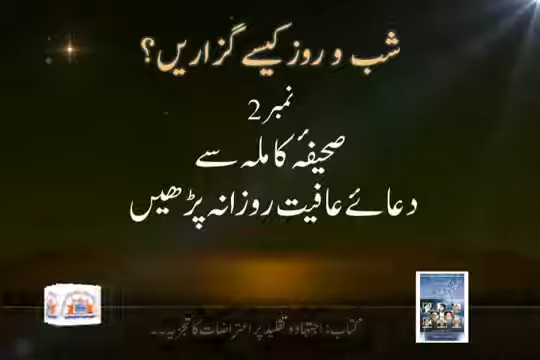 شب و روز کیسے گزاریں؟
نمبر 2
صحیفۂ کاملہ سے
دعائے عافیت روزانہ پڑھیں
کتاب: اجتہاد و تقلید پر اعتراضات کا تجزیہ۔۔